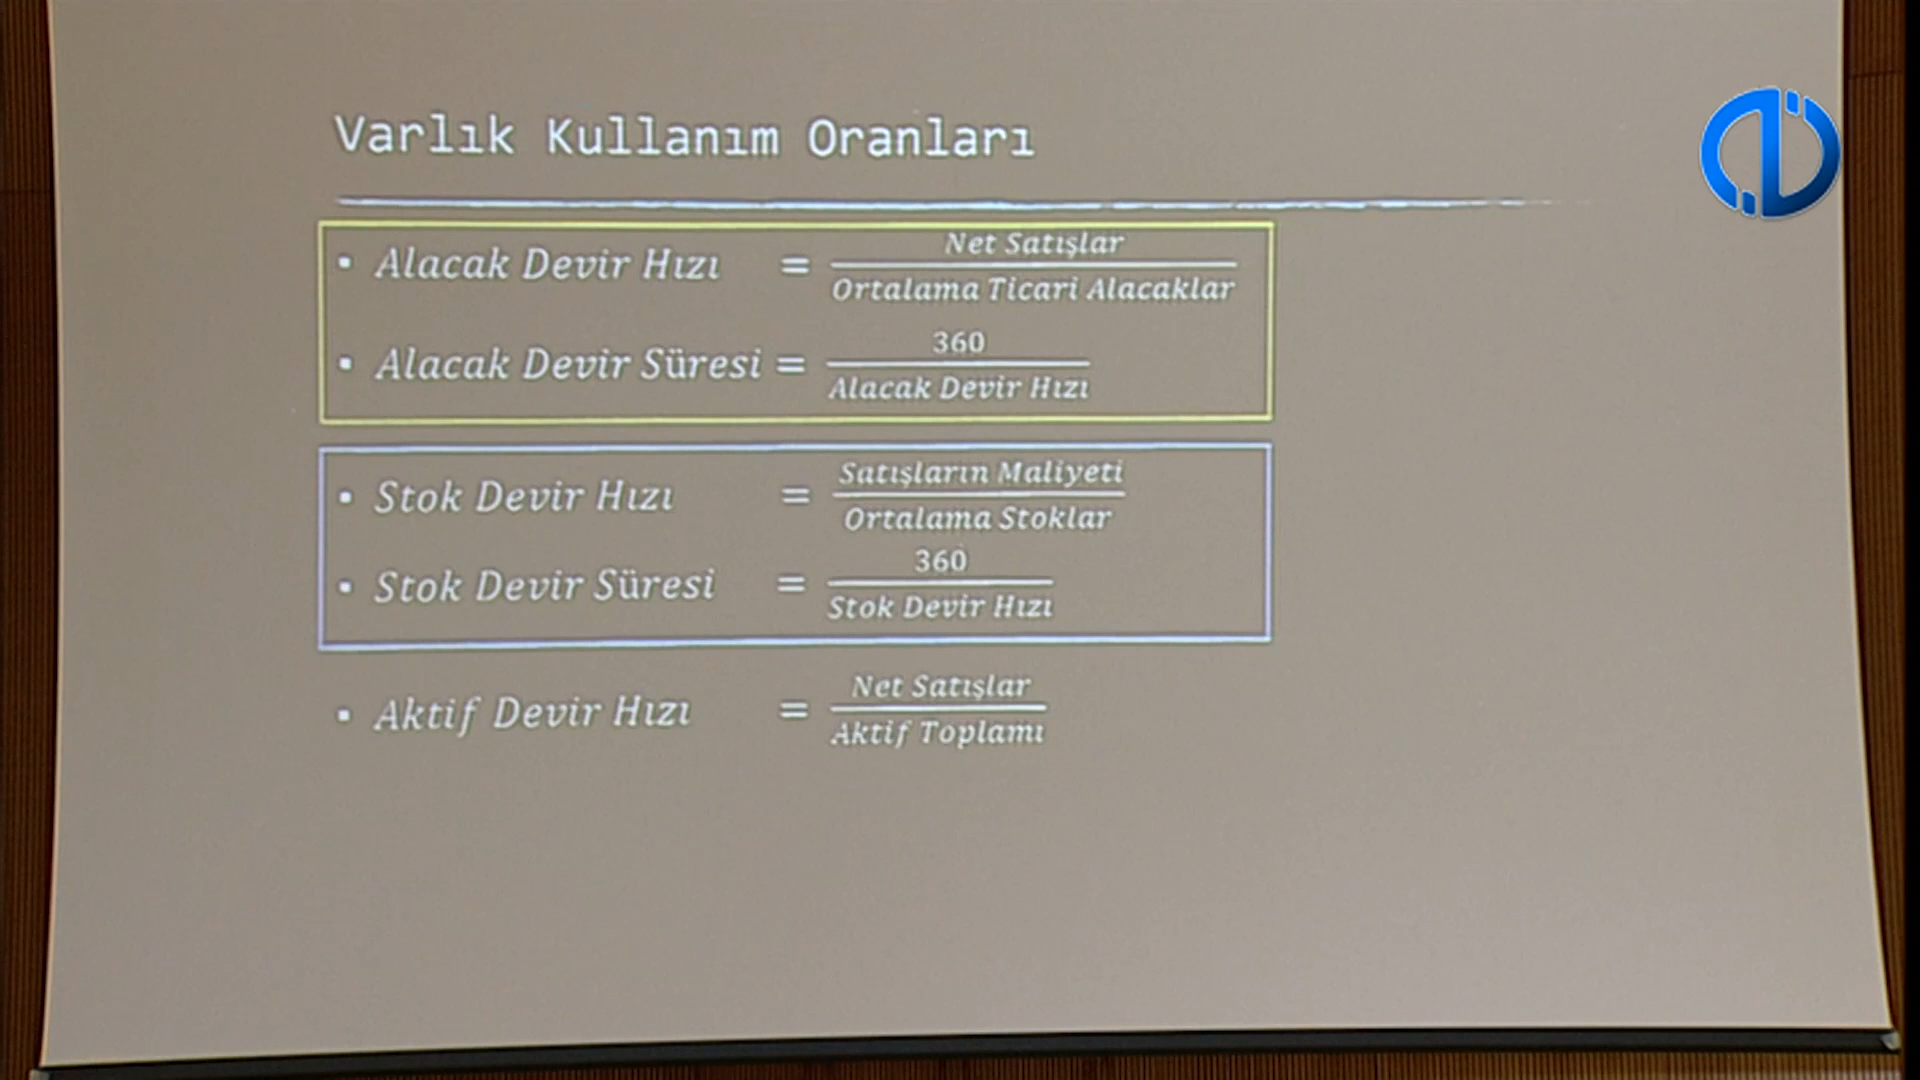 Varlık Kullanım Oranları
▪ Alacak Devir Hızı = Net Satışlar / Ortalama Ticari Alacaklar
▪ Alacak Devir Süresi = 360 / Alacak Devir Hızı
▪ Stok Devir Hızı = Satışların Maliyeti / Ortalama Stoklar
▪ Stok Devir Süresi = 360 / Stok Devir Hızı
▪ Aktif Devir Hızı = Net Satışlar / Aktif Toplamı